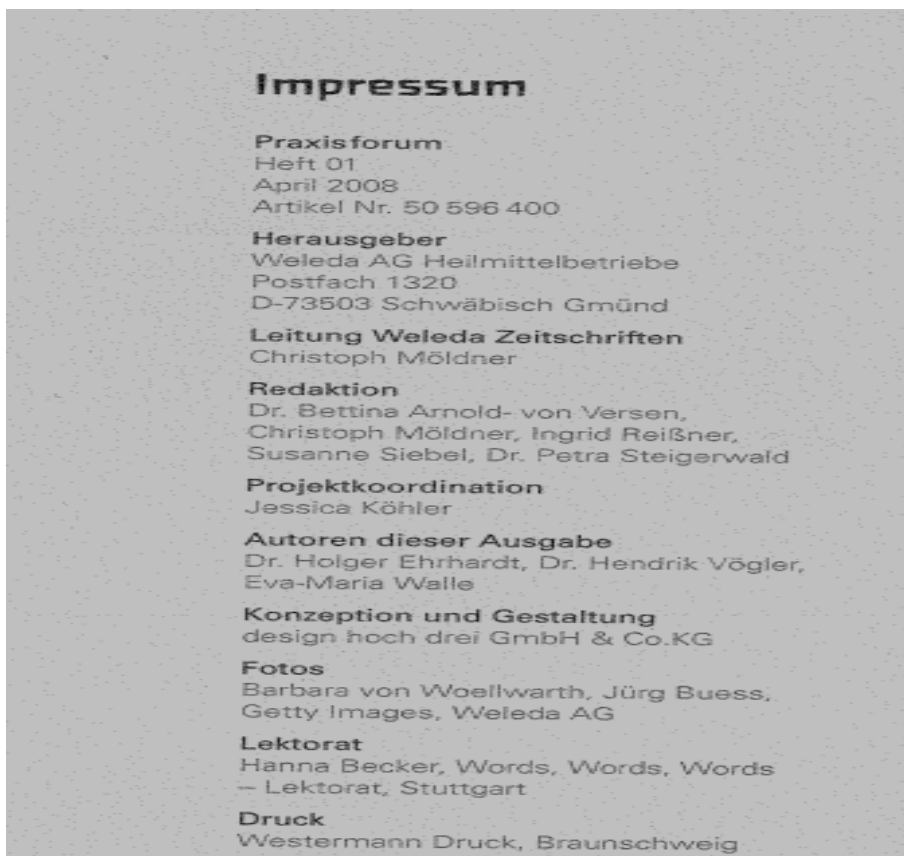 Impressum
Praxisforum
Heft 01
April 2008
Artikel Nr. 50 596 400
Herausgeber
Weleda AG Heilmittelbetriebe
Postfach 1320
D-73503 Schwäbisch Gmünd
Leitung Weleda Zeitschriften
Christoph Möldner
Redaktion
Dr. Bettina Arnold- von Versen,
Christoph Möldner, Ingrid Reißner,
Susanne Siebel, Dr. Petra Steigerwald
Projektkoordination
Jessica Köhler
Autoren dieser Ausgabe
Dr. Holger Ehrhardt, Dr. Hendrik Vögler,
Eva-Maria Walle
Konzeption und Gestaltung
design hoch drei GmbH & Co.KG
Fotos
Barbara von Woellwarth, Jürg Buess,
Getty Images, Weleda AG
Lektorat
Hanna Becker, Words, Words, Words
– Lektorat, Stuttgart
Druck
Westermann Druck, Braunschweig